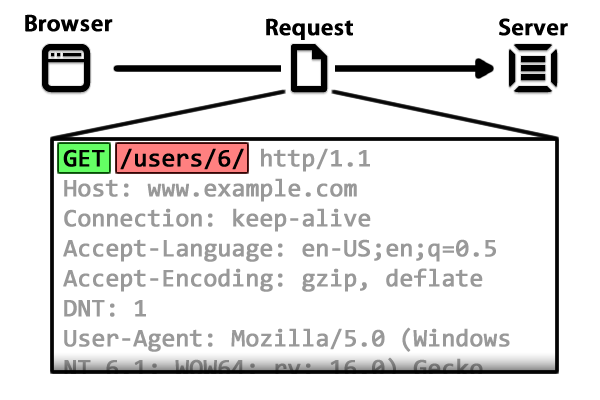 Browser
Request
Server
GET /users/6/ http/1.1
Host: www.example.com
Connection: keep-alive
Accept-Language: en-US;en;q=0.5
Accept-Encoding: gzip, deflate
DNT: 1
User-Agent: Mozilla/5.0 (Windows
NT 6.1; WOW64; rv: 16.0) Gecko